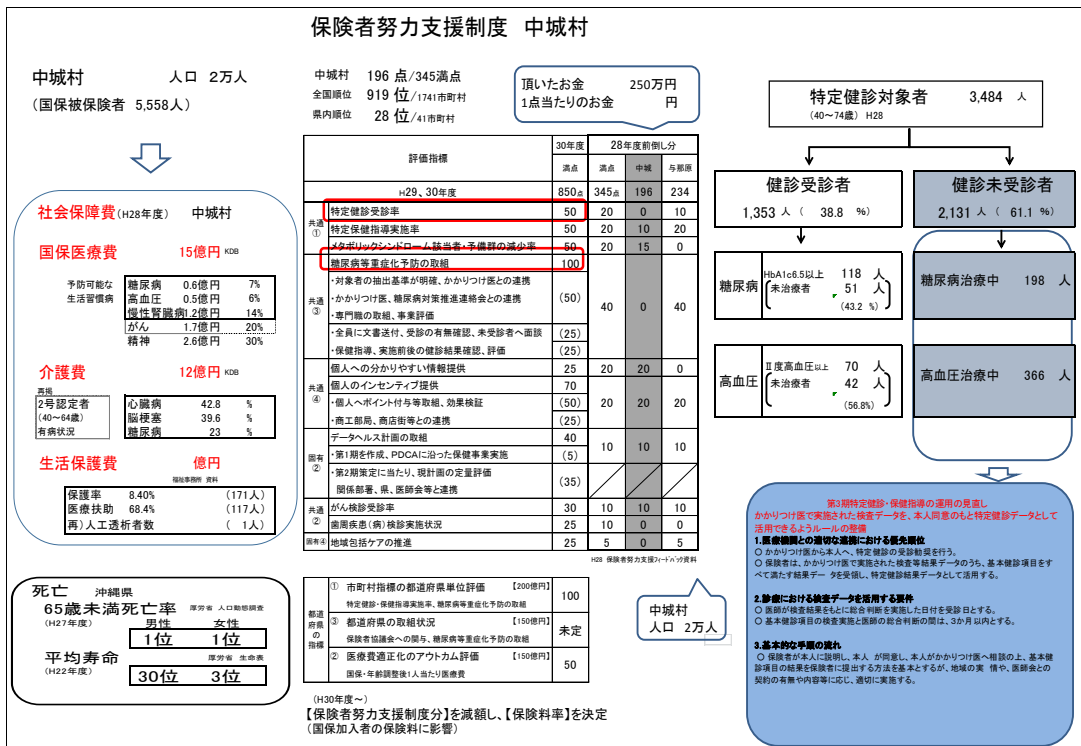 保険者努力支援制度 中城村
中城村 人口 2万人
(国保被保険者 5,558人)
社会保障費(H28年度) 中城村
国保医療費 15億円 KDB
予防可能な
生活習慣病
糖尿病 0.6億円 7%
高血圧 0.5億円 6%
慢性腎臓病1.2億円 14%
がん 1.7億円 20%
精神 2.6億円 30%
介護費 12億円 KDB
再掲
2号認定者
(40~64歳)
有病状況
心臓病 42.8 %
脳梗塞 39.6 %
糖尿病 23 %
生活保護費 億円
福祉事務所 資料
保護率 8.40% (171人)
医療扶助 68.4% (117人)
再)人工透析者数 ( 1人)
死亡 沖縄県
65歳未満死亡率 厚労省 人口動態調査
(H27年度) 男性 女性
1位 1位
平均寿命 厚労省 生命表
(H22年度) 30位 3位
中城村 196 点/345満点
全国順位 919 位/1741市町村
県内順位 28 位/41市町村
頂いたお金 250万円
1点当たりのお金 円
評価指標 30年度 28年度前倒し分
満点 満点 中城 与那原
H29、30年度 850点 345点 196 234
共通① 特定健診受診率 50 20 0 10
特定保健指導実施率 50 20 10 20
メタボリックシンドローム該当者・予備群の減少率 50 20 15 0
共通③ 糖尿病等重症化予防の取組 100 40 0 40
・対象者の抽出基準が明確、かかりつけ医との連携
・かかりつけ医、糖尿病対策推進連絡会との連携 (50)
・専門職の取組、事業評価
・全員に文書送付、受診の有無確認、未受診者へ面談 (25)
・保健指導、実施前後の健診結果確認、評価 (25)
共通④ 個人への分かりやすい情報提供 25 20 20 0
個人のインセンティブ提供 70 20 20 20
・個人へポイント付与等取組、効果検証 (50)
・商工部局、商店街等との連携 (25)
固有② データヘルス計画の取組 40 10 10 10
・第1期を作成、PDCAに沿った保健事業実施 (5)
・第2期策定に当たり、現計画の定量評価 (35)
関係部署、県、医師会等と連携
共通② がん検診受診率 30 10 10 10
歯周疾患(病)検診実施状況 25 10 0 0
固有④ 地域包括ケアの推進 25 5 0 5
H28 保険者努力支援フィードバック資料
都道府県の指標
① 市町村指標の都道府県単位評価 【200億円】 100
特定健診・保健指導実施率、糖尿病等重症化予防の取組
③ 都道府県の取組状況 【150億円】 未定
保険者協議会への関与、糖尿病等重症化予防の取組
② 医療費適正化のアウトカム評価 【150億円】 50
国保・年齢調整後1人当たり医療費
(H30年度~)
【保険者努力支援制度分】を減額し、【保険料率】を決定
(国保加入者の保険料に影響)
中城村
人口 2万人
特定健診対象者 3,484 人
(40~74歳) H28
健診受診者
1,353 人 ( 38.8 %)
健診未受診者
2,131 人 ( 61.1 %)
糖尿病 HbA1c6.5以上 118 人
未治療者 51 人
(43.2 %)
糖尿病治療中 198 人
高血圧 Ⅱ度高血圧以上 70 人
未治療者 42 人
(56.8%)
高血圧治療中 366 人
第3期特定健診・保健指導の運用の見直し
かかりつけ医で実施された検査データを、本人同意のもと特定健診データとして
活用できるようルールの整備
1.医療機関との適切な連携における優先順位
○ かかりつけ医から本人へ、特定健診の受診勧奨を行う。
○ 保険者は、かかりつけ医で実施された検査等結果データのうち、基本健診項目をす
べて満たす結果デー タを受領し、特定健診結果データとして活用する。
2.診療における検査データを活用する要件
○ 医師が検査結果をもとに総合判断を実施した日付を受診日とする。
○ 基本健診項目の検査実施と医師の総合判断の間は、3か月以内とする。
3.基本的な手順の流れ
○ 保険者が本人に説明し、本人 が同意し、本人がかかりつけ医へ相談の上、基本健
診項目の結果を保険者に提出する方法を基本とするが、地域の実 情や、医師会との
契約の有無や内容等に応じ、適切に実施する。